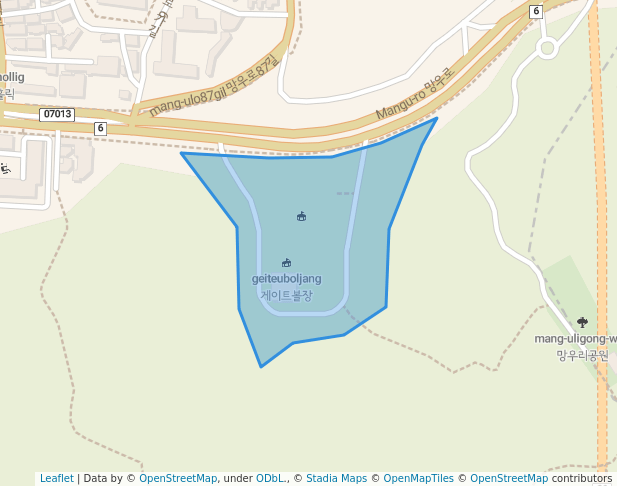 6
mollig
07013
6
mang-ulo87gil 망우로87길
Mangu-ro 망우로
geiteuboljang
게이트볼장
mang-uligong-w
망우리공원
Leaflet | Data by © OpenStreetMap, under ODbL., © Stadia Maps © OpenMapTiles © OpenStreetMap contributors